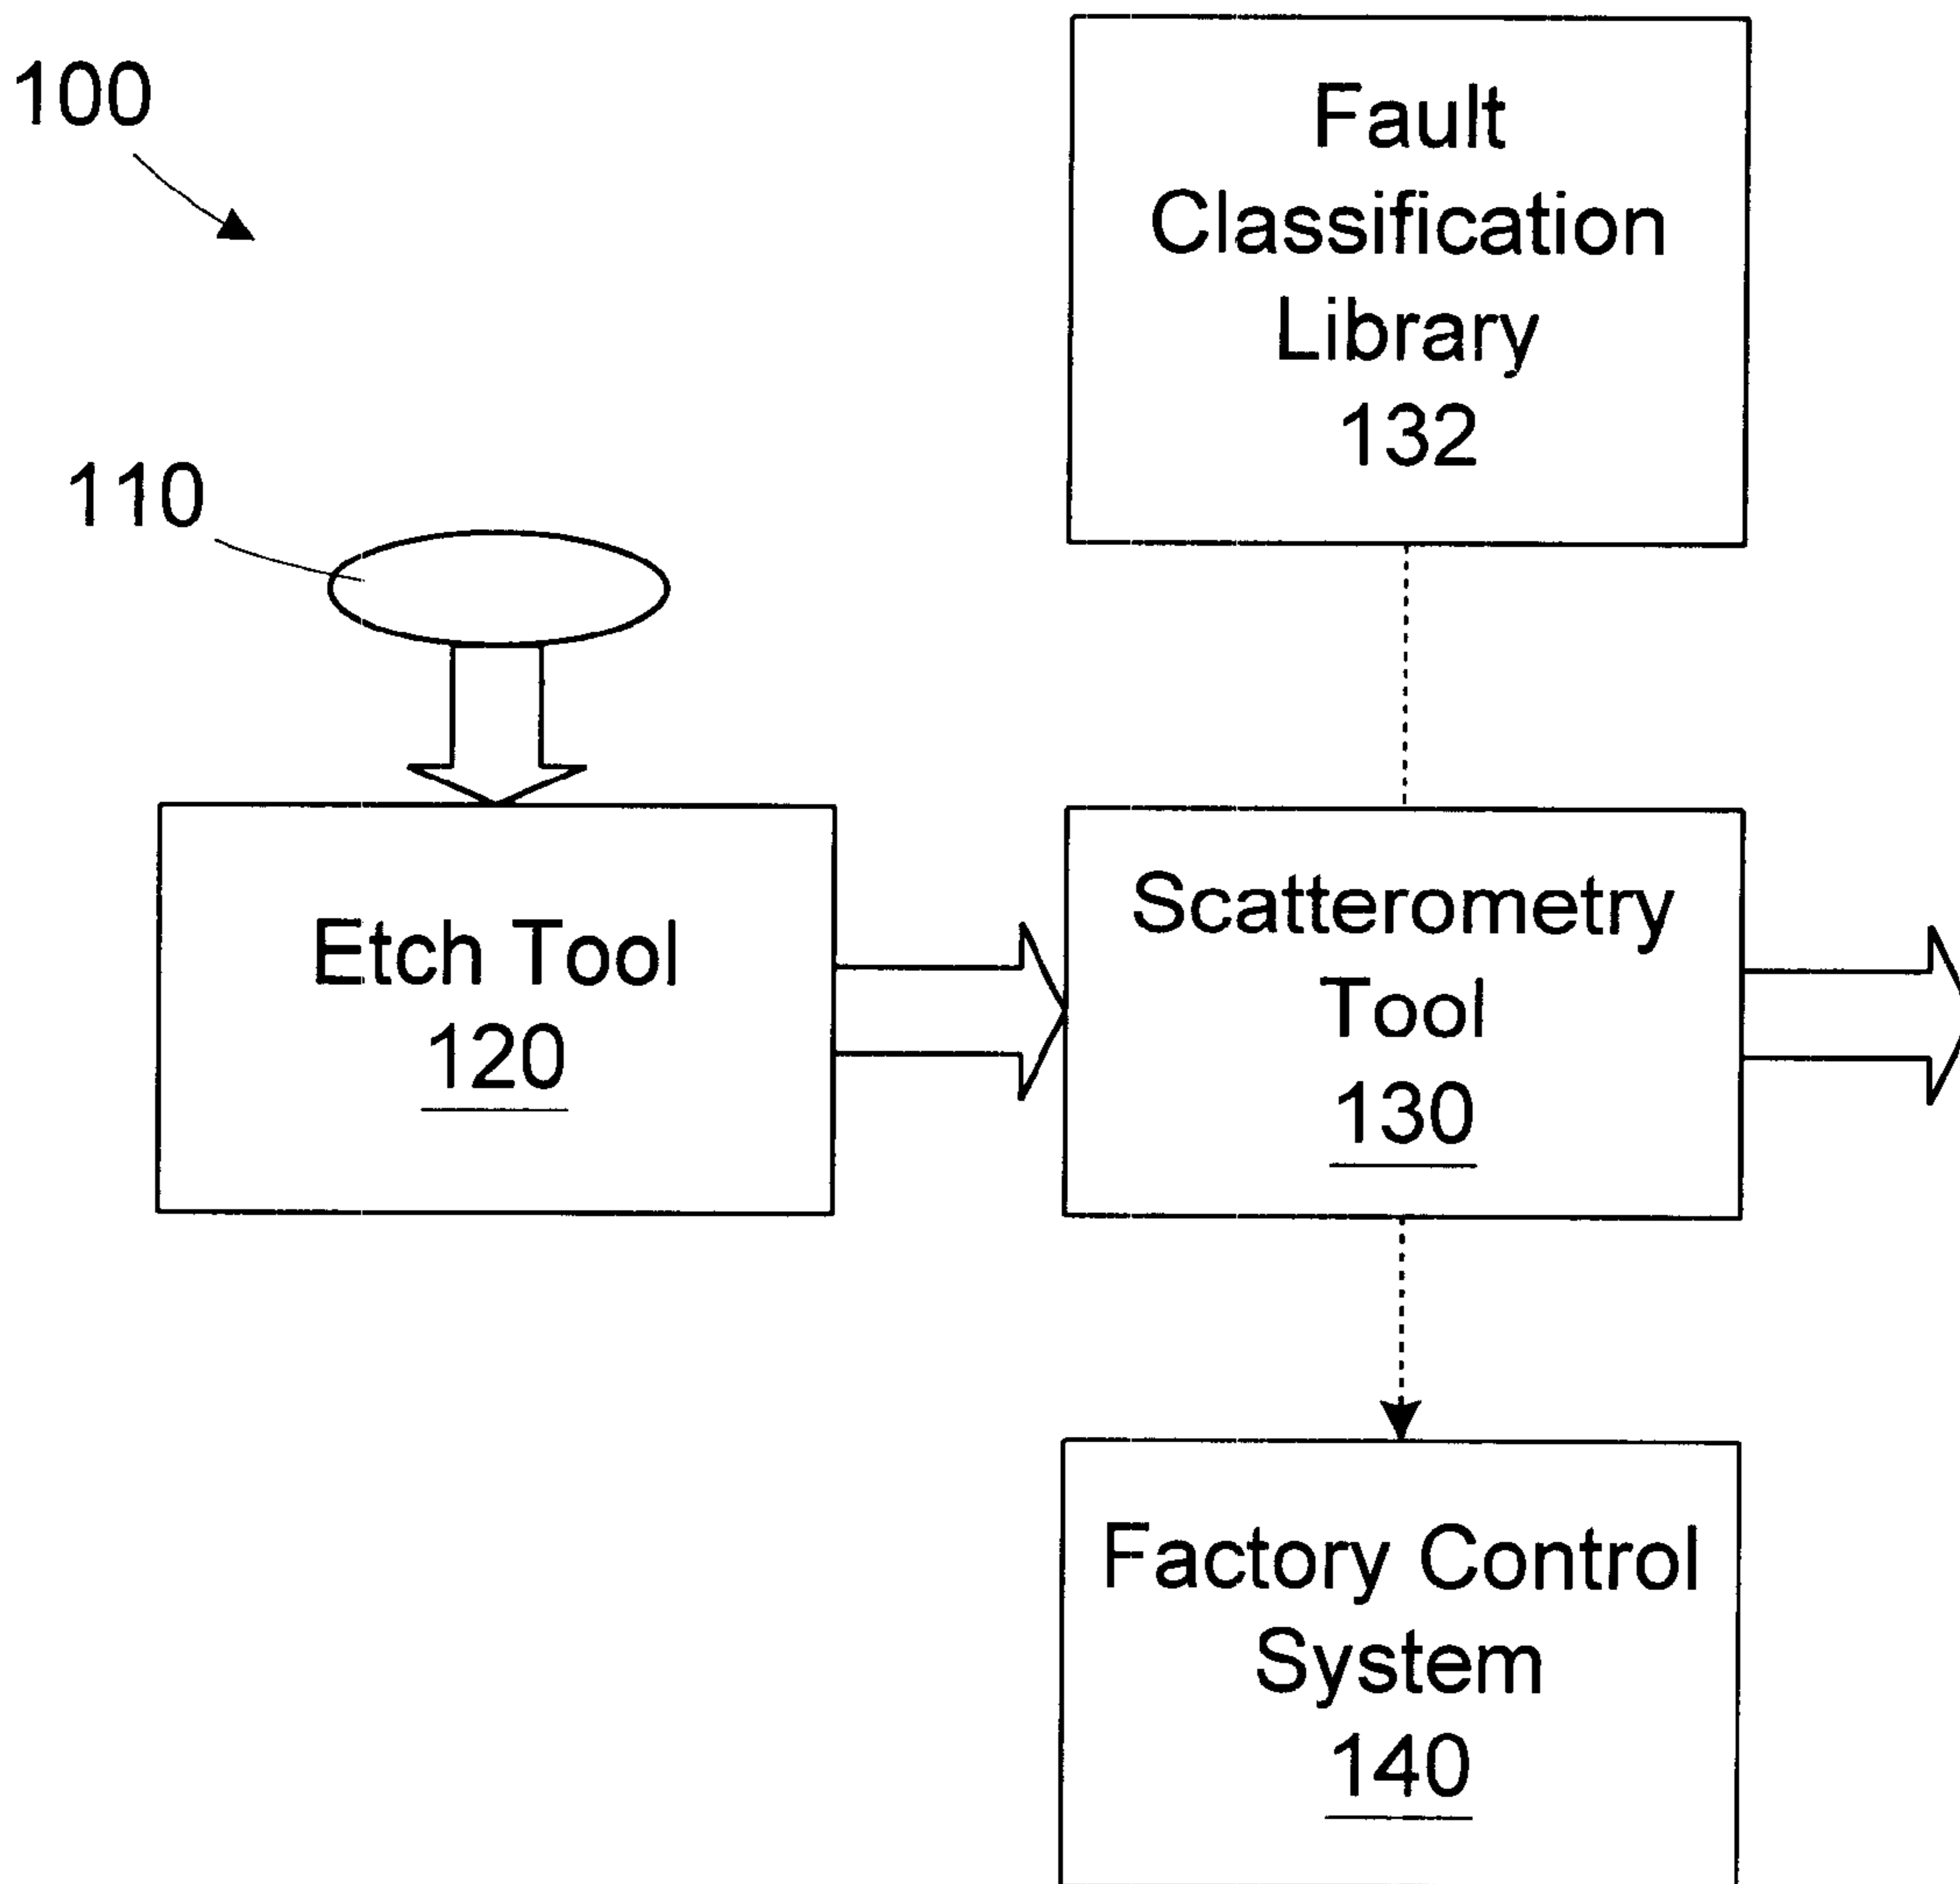 100
Fault
Classification
Library
132
110
Etch Tool
120
Scatterometry
Tool
130
Factory Control
System
140